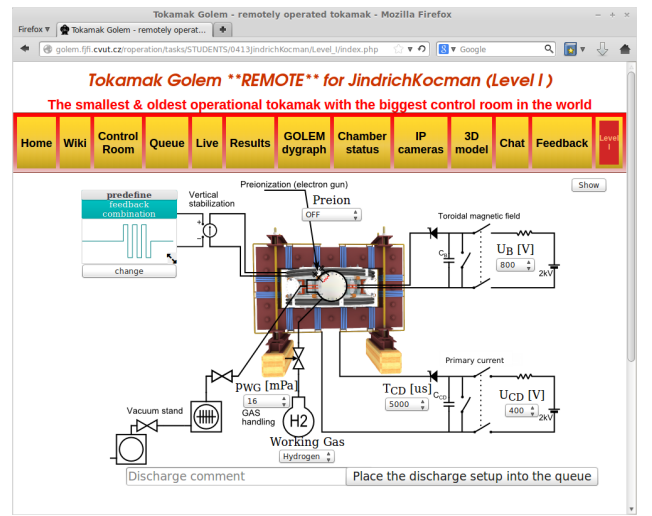 Tokamak Golem - remotely operated tokamak - Mozilla Firefox
Firefox
Tokamak Golem - remotely operat...
golem.fjfi.cvut.cz/roperation/tasks/STUDENTS/0413JindrichKocman/Level_I/index.php
Google
Tokamak Golem **REMOTE** for JindrichKocman (Level I )
The smallest & oldest operational tokamak with the biggest control room in the world
Home
Wiki
Control
Room
Queue
Live
Results
GOLEM
dygraph
Chamber
status
IP
cameras
3D
model
Chat
Feedback
Level
I
Show
predefine
feedback
combination
change
Vertical
stabilization
+
-
Preionization (electron gun)
Preion
OFF
Toroidal magnetic field
CB
UB [V]
800
2kV
Primary current
TCD [us]
5000
CCD
UCD [V]
400
2kV
pWG [mPa]
16
GAS
handling
H2
Working Gas
Hydrogen
Vacuum stand
Discharge comment
Place the discharge setup into the queue